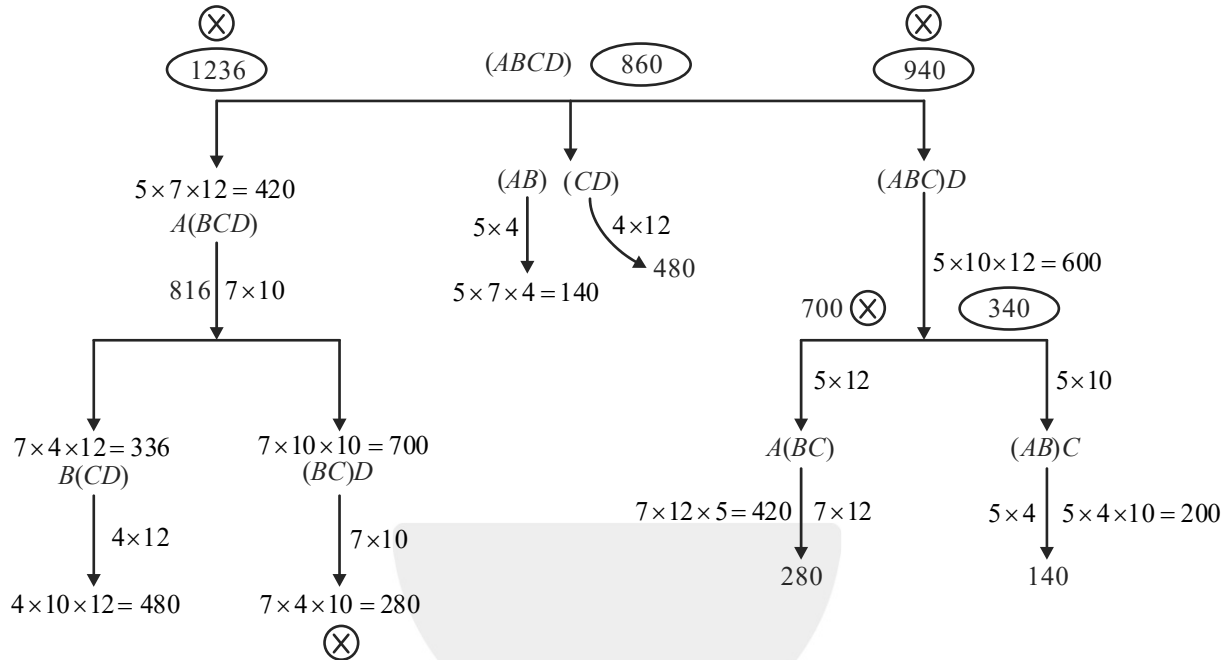 1236
(ABCD) 860
940
5×7×12=420
A(BCD)
(AB) (CD)
(ABC)D
5×4
4×12
480
5×7×4=140
816 7×10
5×10×12=600
700
340
5×12
5×10
7×4×12=336
B(CD)
7×10×10=700
(BC)D
A(BC)
(AB)C
4×12
7×10
7×12×5=420 7×12
5×4 5×4×10=200
280
140
4×10×12=480
7×4×10=280